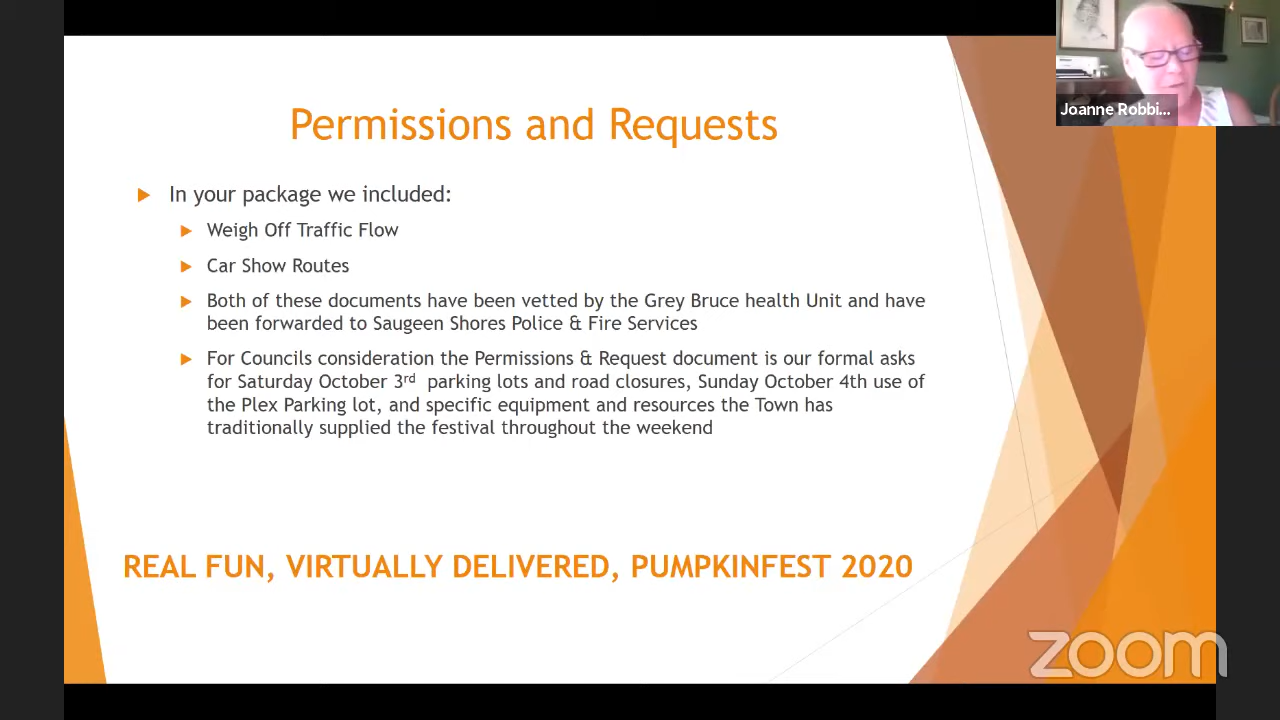 Joanne Robbi...
Permissions and Requests
In your package we included:
Weigh Off Traffic Flow
Car Show Routes
Both of these documents have been vetted by the Grey Bruce health Unit and have
been forwarded to Saugeen Shores Police & Fire Services
For Councils consideration the Permissions & Request document is our formal asks
for Saturday October 3rd parking lots and road closures, Sunday October 4th use of
the Plex Parking lot, and specific equipment and resources the Town has
traditionally supplied the festival throughout the weekend
REAL FUN, VIRTUALLY DELIVERED, PUMPKINFEST 2020
zoom